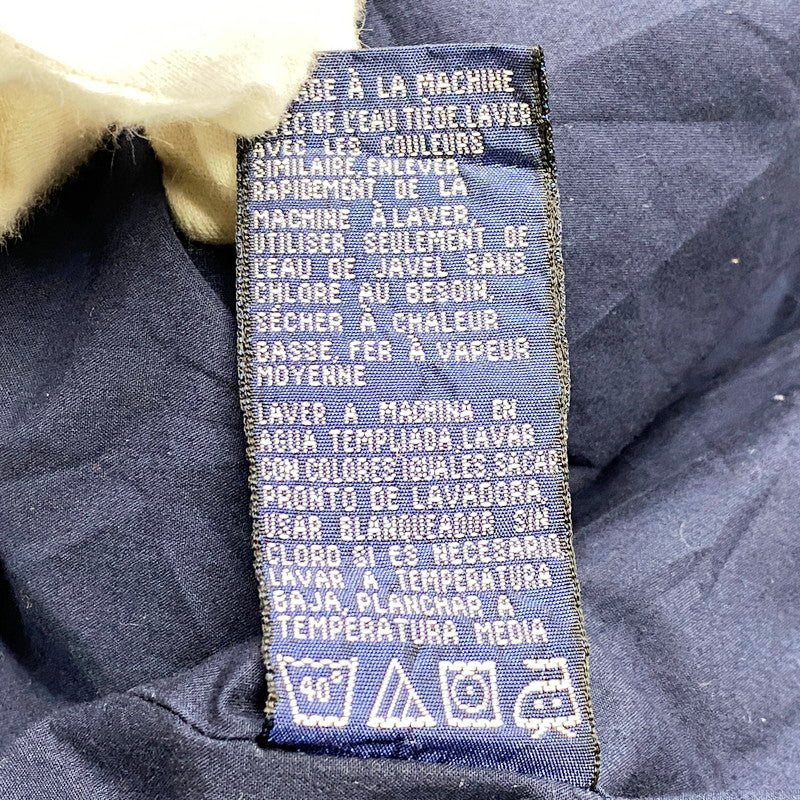 À LA MACHINE
DE L'EAU TIÈDE, LAVER
AVEC LES COULEURS
SIMILAIRE, ENLEVER
RAPIDEMENT DE LA
MACHINE À LAVER,
UTILISER SEULEMENT DE
L'EAU DE JAVEL SANS
CHLORE AU BESOIN,
SÉCHER À CHALEUR
BASSE, FER À VAPEUR
MOYENNE
LAVER A MACHINA EN
AGUA TEMPLIADA LAVAR
CON COLORES IGUALES SACAR
PRONTO DE LAVADORA,
USAR BLANQUEADOR SIN
CLORO SI ES NECESARIO,
LAVAR A TEMPERATURA
BAJA, PLANCHAR A
TEMPERATURA MEDIA
40°